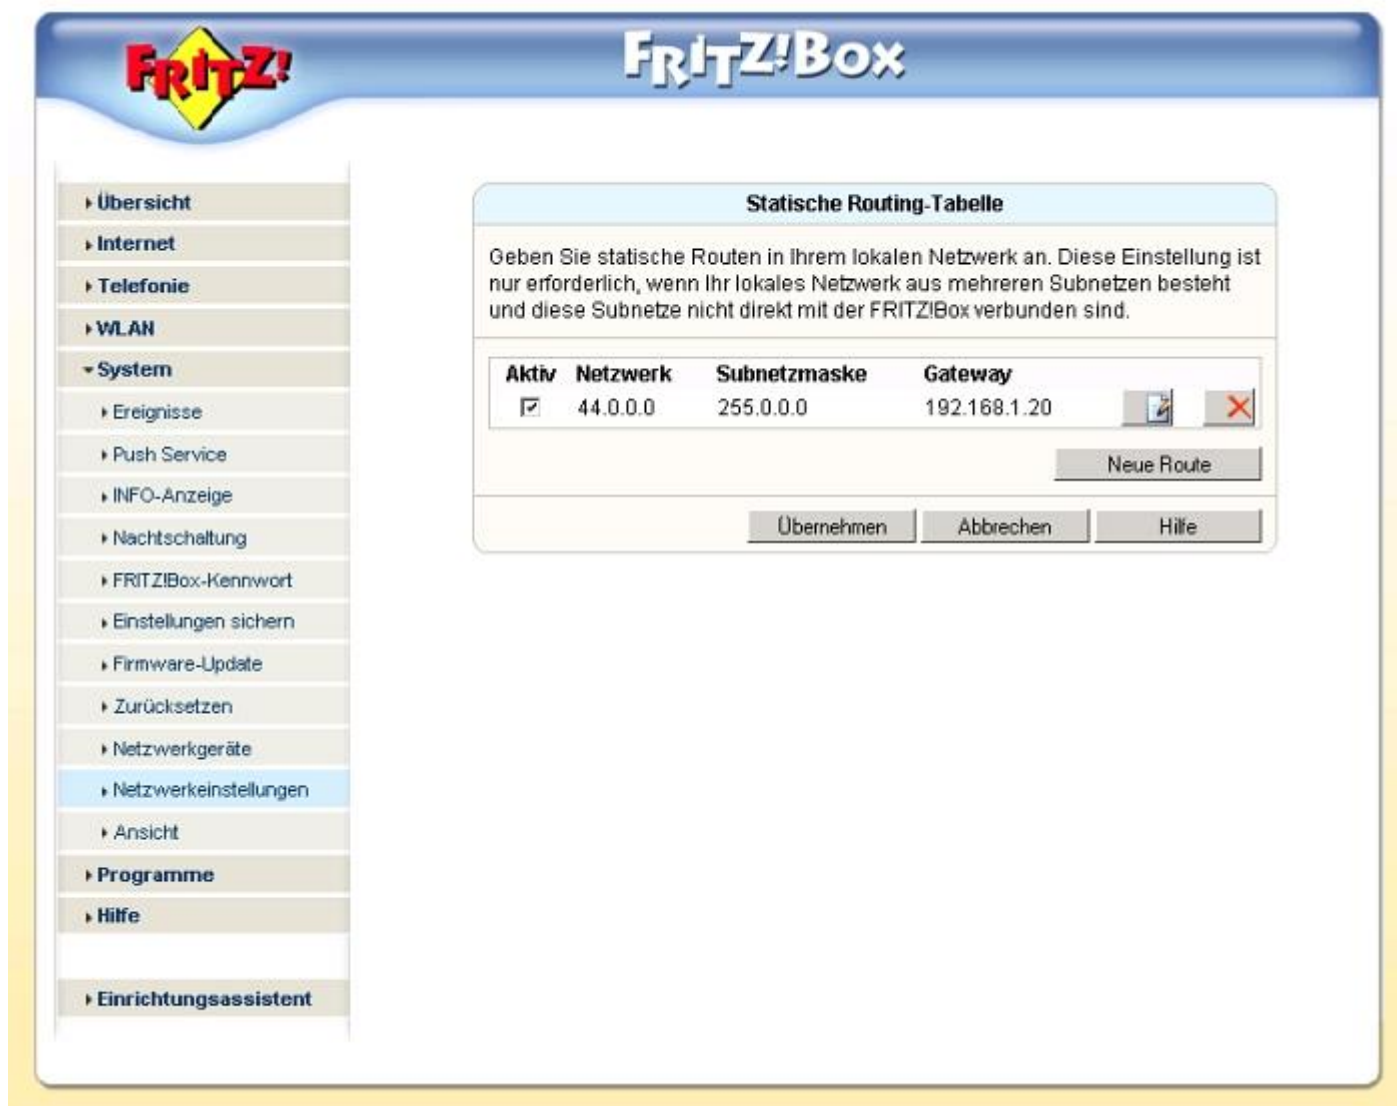 FRITZ!
FRITZ!Box
Übersicht
Internet
Telefonie
WLAN
System
Ereignisse
Push Service
INFO-Anzeige
Nachtschaltung
FRITZ!Box-Kennwort
Einstellungen sichern
Firmware-Update
Zurücksetzen
Netzwerkgeräte
Netzwerkeinstellungen
Ansicht
Programme
Hilfe
Einrichtungsassistent
Statische Routing-Tabelle
Geben Sie statische Routen in Ihrem lokalen Netzwerk an. Diese Einstellung ist
nur erforderlich, wenn Ihr lokales Netzwerk aus mehreren Subnetzen besteht
und diese Subnetze nicht direkt mit der FRITZ!Box verbunden sind.
Aktiv Netzwerk Subnetzmaske Gateway
44.0.0.0 255.0.0.0 192.168.1.20
Neue Route
Übernehmen Abbrechen Hilfe